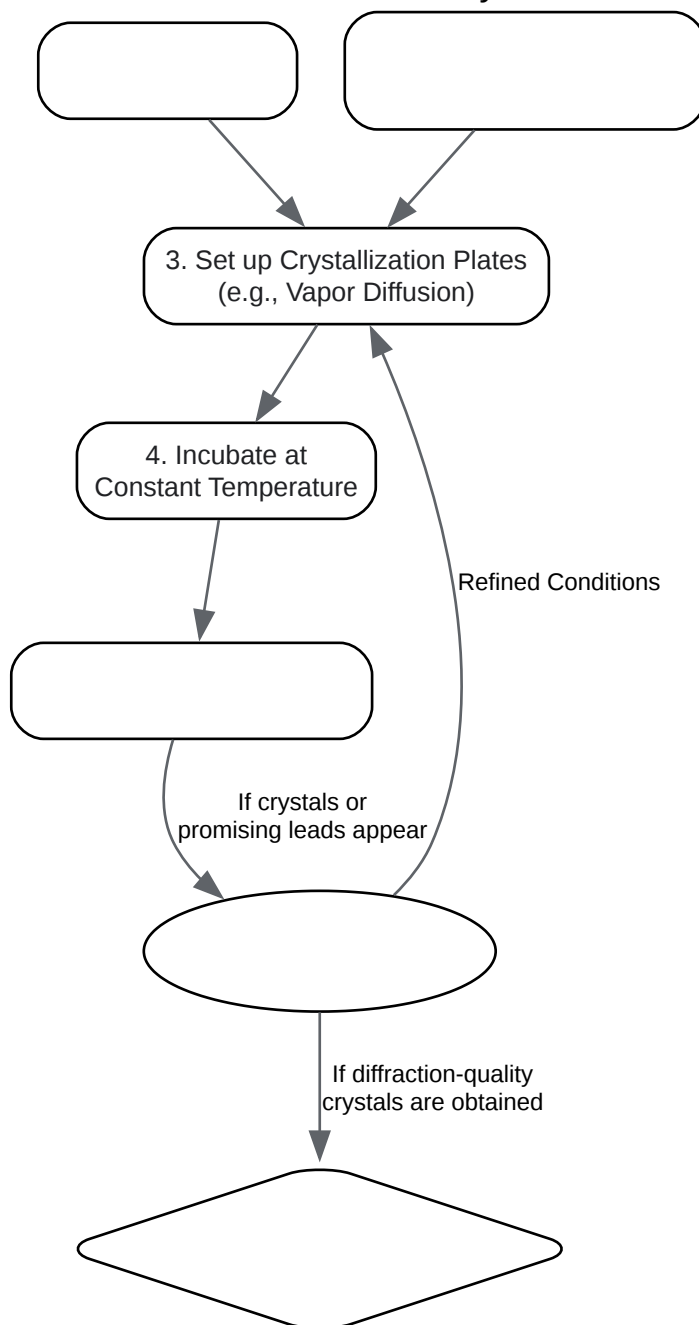 3. Set up Crystallization Plates
(e.g., Vapor Diffusion)
4. Incubate at
Constant Temperature
Refined Conditions
If crystals or
promising leads appear
If diffraction-quality
crystals are obtained